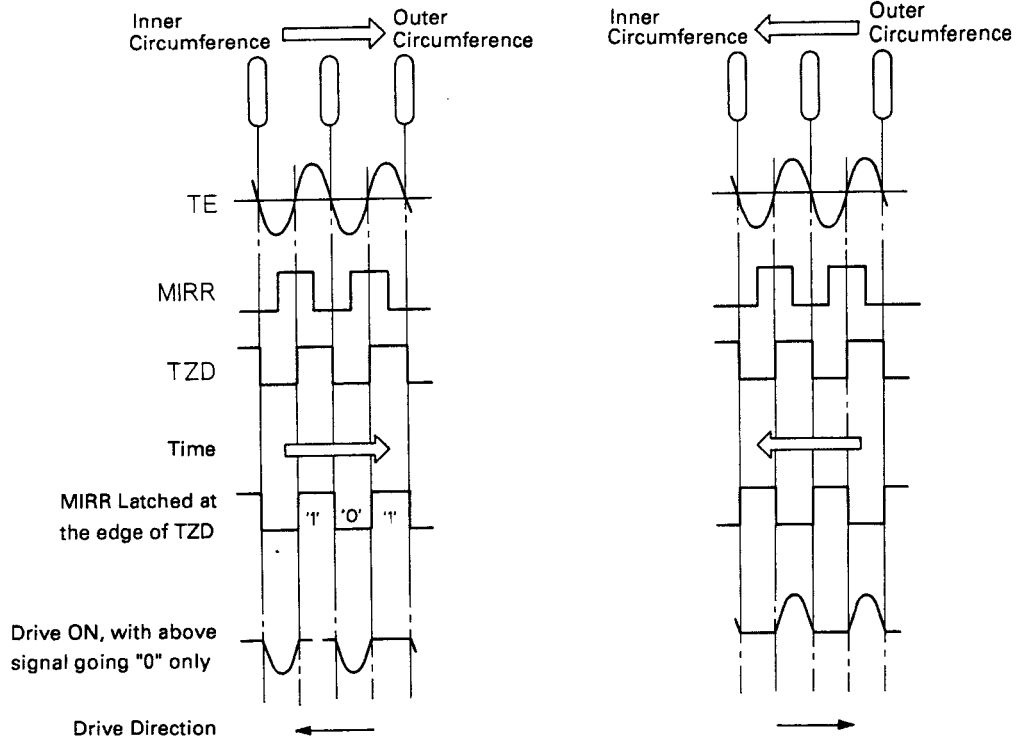 Inner
Circumference
Outer
Circumference
Inner
Circumference
Outer
Circumference
TE
MIRR
TZD
Time
MIRR Latched at
the edge of TZD
'1'
'0'
'1'
Drive ON, with above
signal going "0" only
Drive Direction